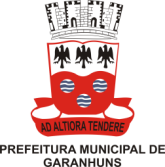 AD ALTIORA TENDERE
PREFEITURA MUNICIPAL DE
GARANHUNS